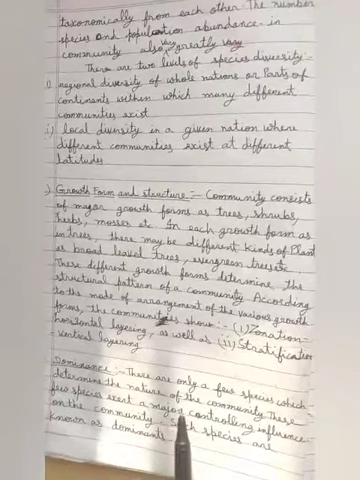 taxonomically from each other. The number
species and population abundance in
community also vary greatly vary
There are two levels of species diversity:-
i) regional diversity of whole nations or Parts of
continents within which many different
communities exist
ii) local diversity in a given nation where
different communities exist at different
latitudes
) Growth Form and structure:- Community consists
of major growth forms as trees, shrubs,
herbs, mosses etc. In each growth form as
in trees, there may be different kinds of Plant
as broad leaved trees, evergreen trees etc
These different growth forms determine the
structural pattern of a community. According
to the mode of arrangement of the various growth
forms, the communities show:- (i) Zonation-
horizontal layering, as well as (ii) Stratification
- vertical layering
Dominance:- There are only a few species which
determine the nature of the community. These
few species exert a major controlling influence
on the community. Such species are
known as dominants